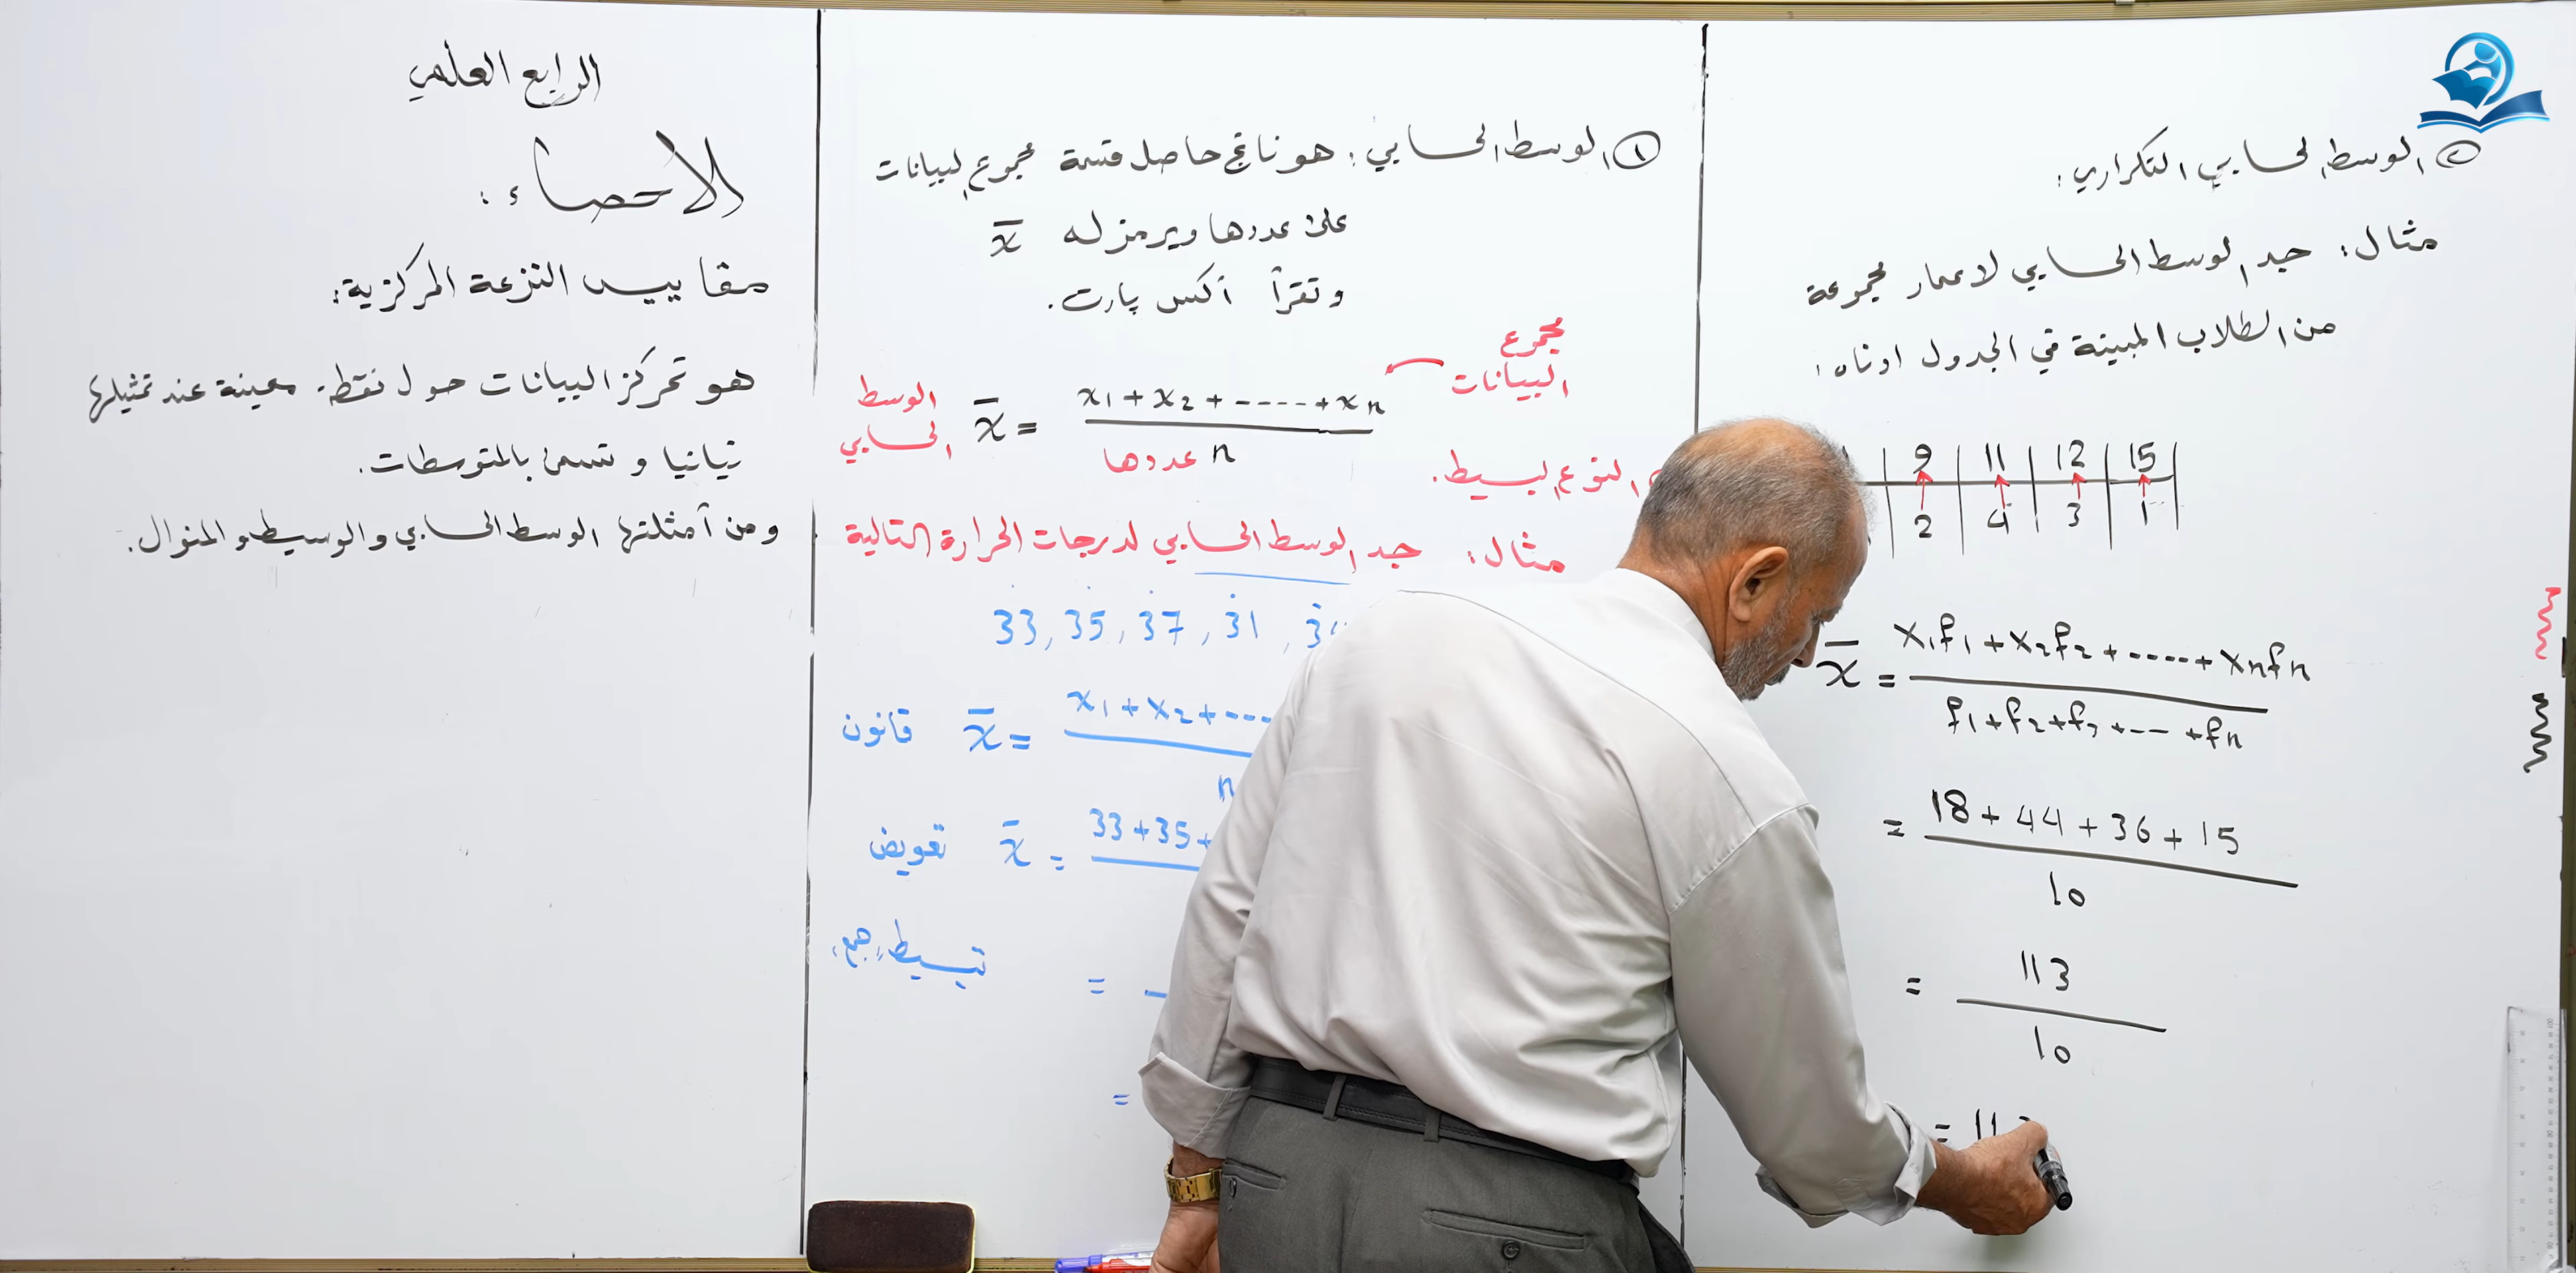 الرابع العلمي
الاحصاء :
مقاييس النزعة المركزية:
هو تمركز البيانات حول نقطة معينة عند تمثيلها
بيانيا و تسمى بالمتوسطات.
ومن أمثلتها الوسط الحسابي والوسيط والمنوال.
① الوسط الحسابي: هو ناتج حاصل قسمة مجموع البيانات
على عددها ويرمز له x̄
وتقرأ أكس پارت.
مجموع
البيانات
الوسط
الحسابي
x̄ = (x₁ + x₂ + ---- + xₙ) / n
عددها
النوع البسيط.
مثال: جد الوسط الحسابي لدرجات الحرارة التالية
33, 35, 37, 31,
قانون x̄ = x₁ + x₂ + ---
n
تعويض x̄ = 33 + 35 +
تبسيط، جمع، =
=
② الوسط الحسابي التكراري:
مثال: جد الوسط الحسابي لاعمار مجموعة
من الطلاب المبينة في الجدول ادناه:
9 | 11 | 12 | 15
2 | 4 | 3 | 1
x̄ = (x₁f₁ + x₂f₂ + ---- + xₙfₙ) / (f₁ + f₂ + f₃ + --- + fₙ)
= (18 + 44 + 36 + 15) / 10
= 113 / 10
= 11